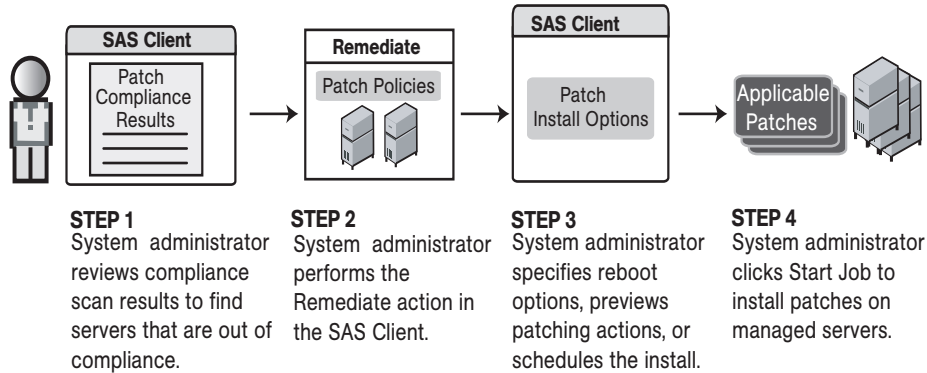 SAS Client
Patch
Compliance
Results
Remediate
Patch Policies
SAS Client
Patch
Install Options
Applicable
Patches
STEP 1
System administrator
reviews compliance
scan results to find
servers that are out of
compliance.
STEP 2
System administrator
performs the
Remediate action in
the SAS Client.
STEP 3
System administrator
specifies reboot
options, previews
patching actions, or
schedules the install.
STEP 4
System administrator
clicks Start Job to
install patches on
managed servers.